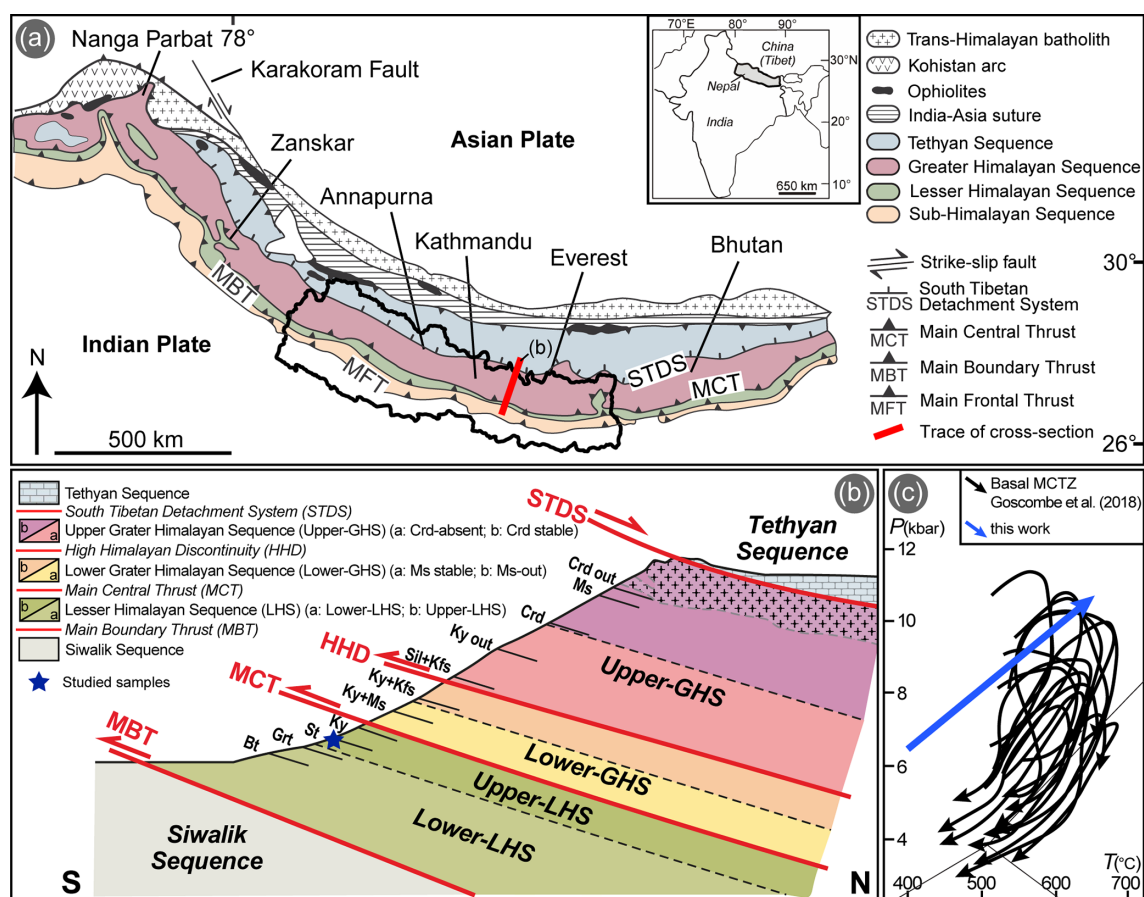 (a)
Nanga Parbat 78°
Karakoram Fault
Zanskar
Asian Plate
Annapurna
Kathmandu
Everest
Bhutan
(b)
MBT
MFT
STDS
MCT
Indian Plate
N
500 km
30°
26°
70°E 80° 90°
China
(Tibet)
30°N
Nepal
India
20°
10°
650 km
Trans-Himalayan batholith
Kohistan arc
Ophiolites
India-Asia suture
Tethyan Sequence
Greater Himalayan Sequence
Lesser Himalayan Sequence
Sub-Himalayan Sequence
Strike-slip fault
South Tibetan
STDS Detachment System
MCT Main Central Thrust
MBT Main Boundary Thrust
MFT Main Frontal Thrust
Trace of cross-section
(b)
Tethyan Sequence
South Tibetan Detachment System (STDS)
b a Upper Grater Himalayan Sequence (Upper-GHS) (a: Crd-absent; b: Crd stable)
High Himalayan Discontinuity (HHD)
b a Lower Grater Himalayan Sequence (Lower-GHS) (a: Ms stable; b: Ms-out)
Main Central Thrust (MCT)
b a Lesser Himalayan Sequence (LHS) (a: Lower-LHS; b: Upper-LHS)
Main Boundary Thrust (MBT)
Siwalik Sequence
Studied samples
STDS
Tethyan
Sequence
Crd out
Ms
Crd
Ky out
HHD
Sil+Kfs
Ky+Kfs
MCT
Ky+Ms
Ky
St
Grt
Bt
MBT
Upper-GHS
Lower-GHS
Upper-LHS
Lower-LHS
Siwalik
Sequence
S
N
(c)
Basal MCTZ
Goscombe et al. (2018)
this work
P(kbar)
12
10
8
6
4
T(°C)
400 500 600 700